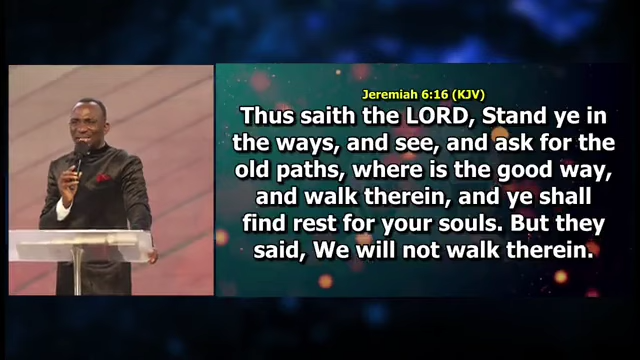 Jeremiah 6:16 (KJV)
Thus saith the LORD, Stand ye in
the ways, and see, and ask for the
old paths, where is the good way,
and walk therein, and ye shall
find rest for your souls. But they
said, We will not walk therein.